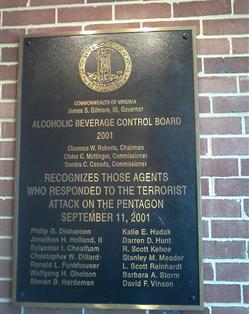 COMMONWEALTH OF VIRGINIA
James S. Gilmore, III, Governor
ALCOHOLIC BEVERAGE CONTROL BOARD
2001
Clarence W. Roberts, Chairman
Clater C. Mottinger, Commissioner
Sandra C. Canada, Commissioner
RECOGNIZES THOSE AGENTS
WHO RESPONDED TO THE TERRORIST
ATTACK ON THE PENTAGON
SEPTEMBER 11, 2001
Philip G. Disharoon
Jonathan H. Holland, II
Sylvester I. Cheatham
Christopher W. Dillard
Ronald L. Funkhouser
Wolfgang H. Gholson
Steven B. Hardeman
Katie E. Hudak
Darren D. Hunt
R. Scott Kehoe
Stanley M. Meador
L. Scott Reinhardt
Barbara A. Storm
David F. Vinson